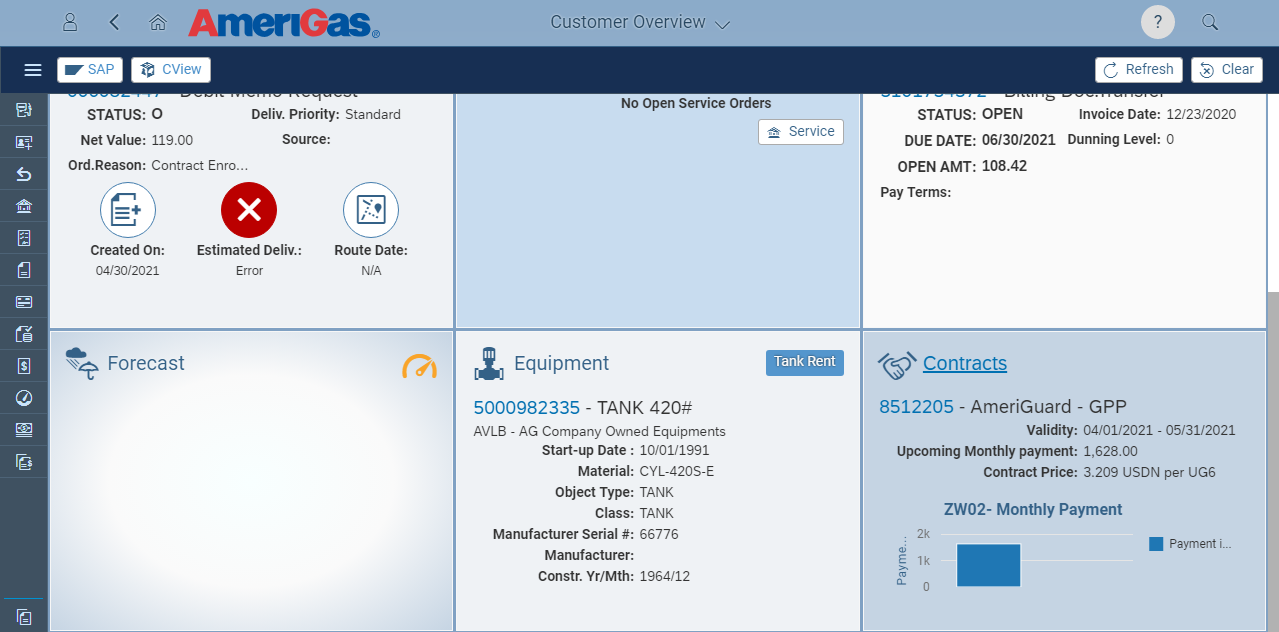 AmeriGas
Customer Overview
?
SAP
CView
Refresh
Clear
Debit Memo Request
STATUS: O
Deliv. Priority: Standard
Net Value: 119.00
Source:
Ord.Reason: Contract Enro...
Created On:
04/30/2021
Estimated Deliv.:
Error
Route Date:
N/A
No Open Service Orders
Service
Billing Doc.Transfer
STATUS: OPEN
Invoice Date: 12/23/2020
DUE DATE: 06/30/2021
Dunning Level: 0
OPEN AMT: 108.42
Pay Terms:
Forecast
Equipment
Tank Rent
5000982335 - TANK 420#
AVLB - AG Company Owned Equipments
Start-up Date : 10/01/1991
Material: CYL-420S-E
Object Type: TANK
Class: TANK
Manufacturer Serial #: 66776
Manufacturer:
Constr. Yr/Mth: 1964/12
Contracts
8512205 - AmeriGuard - GPP
Validity: 04/01/2021 - 05/31/2021
Upcoming Monthly payment: 1,628.00
Contract Price: 3.209 USDN per UG6
ZW02- Monthly Payment
Payme...
2k
1k
0
Payment i...